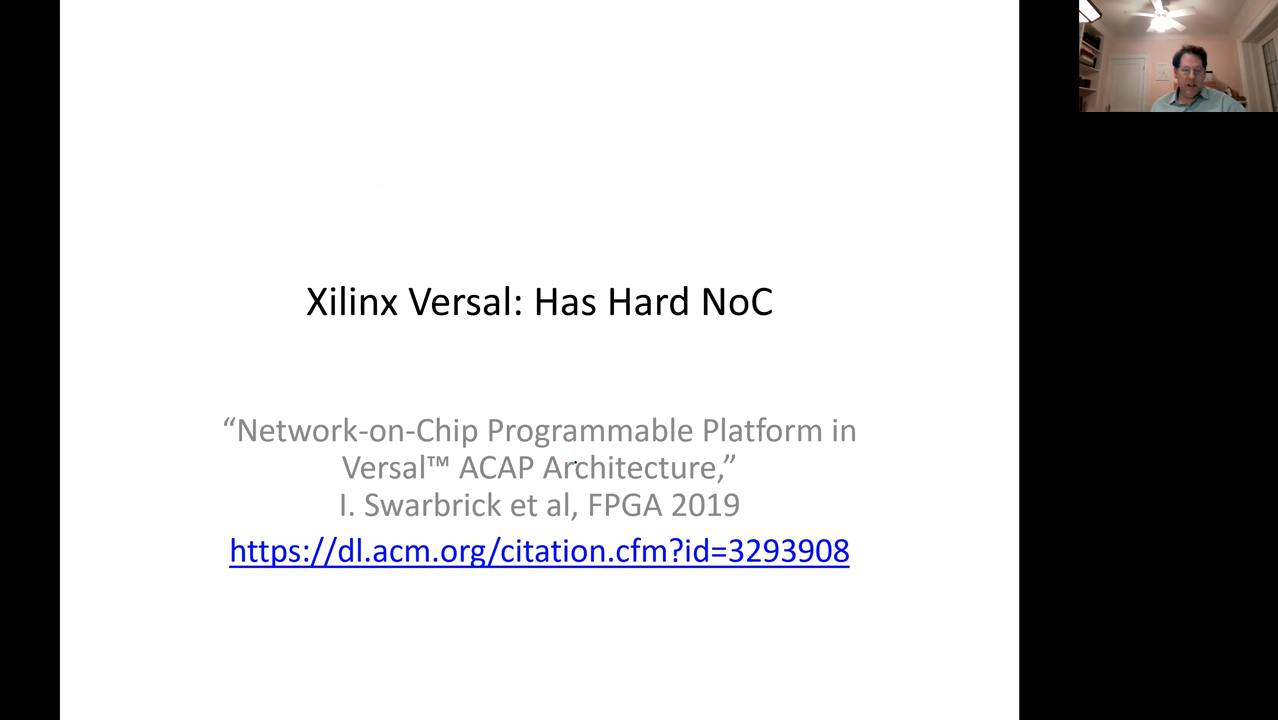 Xilinx Versal: Has Hard NoC
“Network-on-Chip Programmable Platform in
Versal™ ACAP Architecture,”
I. Swarbrick et al, FPGA 2019
https://dl.acm.org/citation.cfm?id=3293908